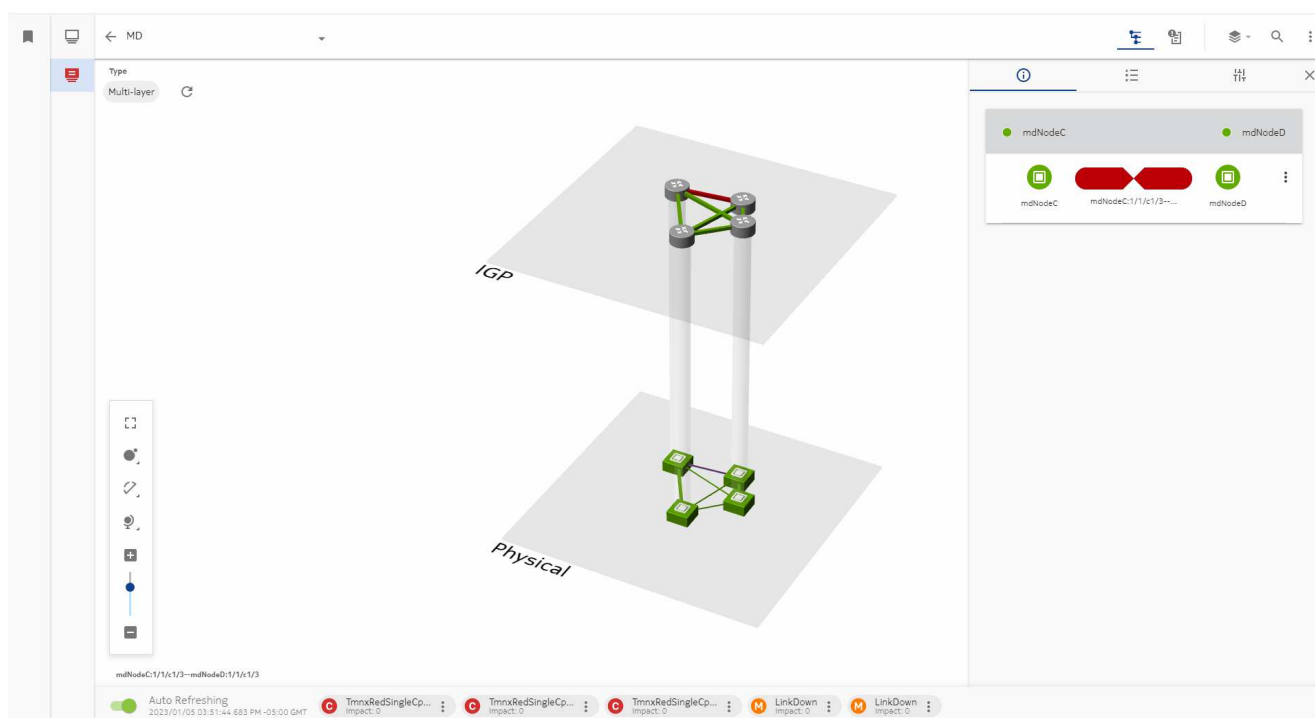 MD
Type
Multi-layer
IGP
Physical
mdNodeC
mdNodeD
mdNodeC
mdNodeC:1/1/c1/3--...
mdNodeD
mdNodeC:1/1/c1/3--mdNodeD:1/1/c1/3
Auto Refreshing
2023/01/05 03:51:44 683 PM -05:00 GMT
C
TmnxRedSingleCp...
Impact: 0
C
TmnxRedSingleCp...
Impact: 0
C
TmnxRedSingleCp...
Impact: 0
M
LinkDown
Impact: 0
M
LinkDown
Impact: 0